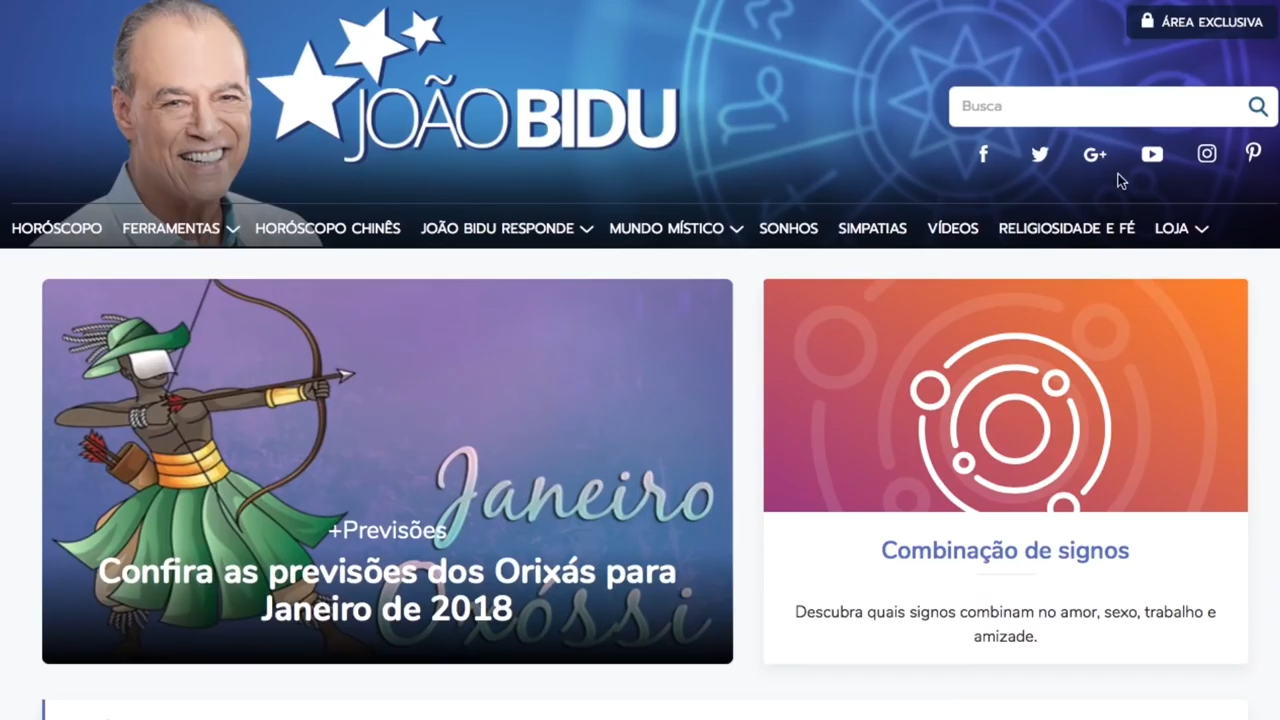 ÁREA EXCLUSIVA
JOÃO BIDU
Busca
G+
HORÓSCOPO FERRAMENTAS HORÓSCOPO CHINÊS JOÃO BIDU RESPONDE MUNDO MÍSTICO SONHOS SIMPATIAS VÍDEOS RELIGIOSIDADE E FÉ LOJA
Janeiro
Oxóssi
+Previsões
Confira as previsões dos Orixás para
Janeiro de 2018
Combinação de signos
Descubra quais signos combinam no amor, sexo, trabalho e
amizade.